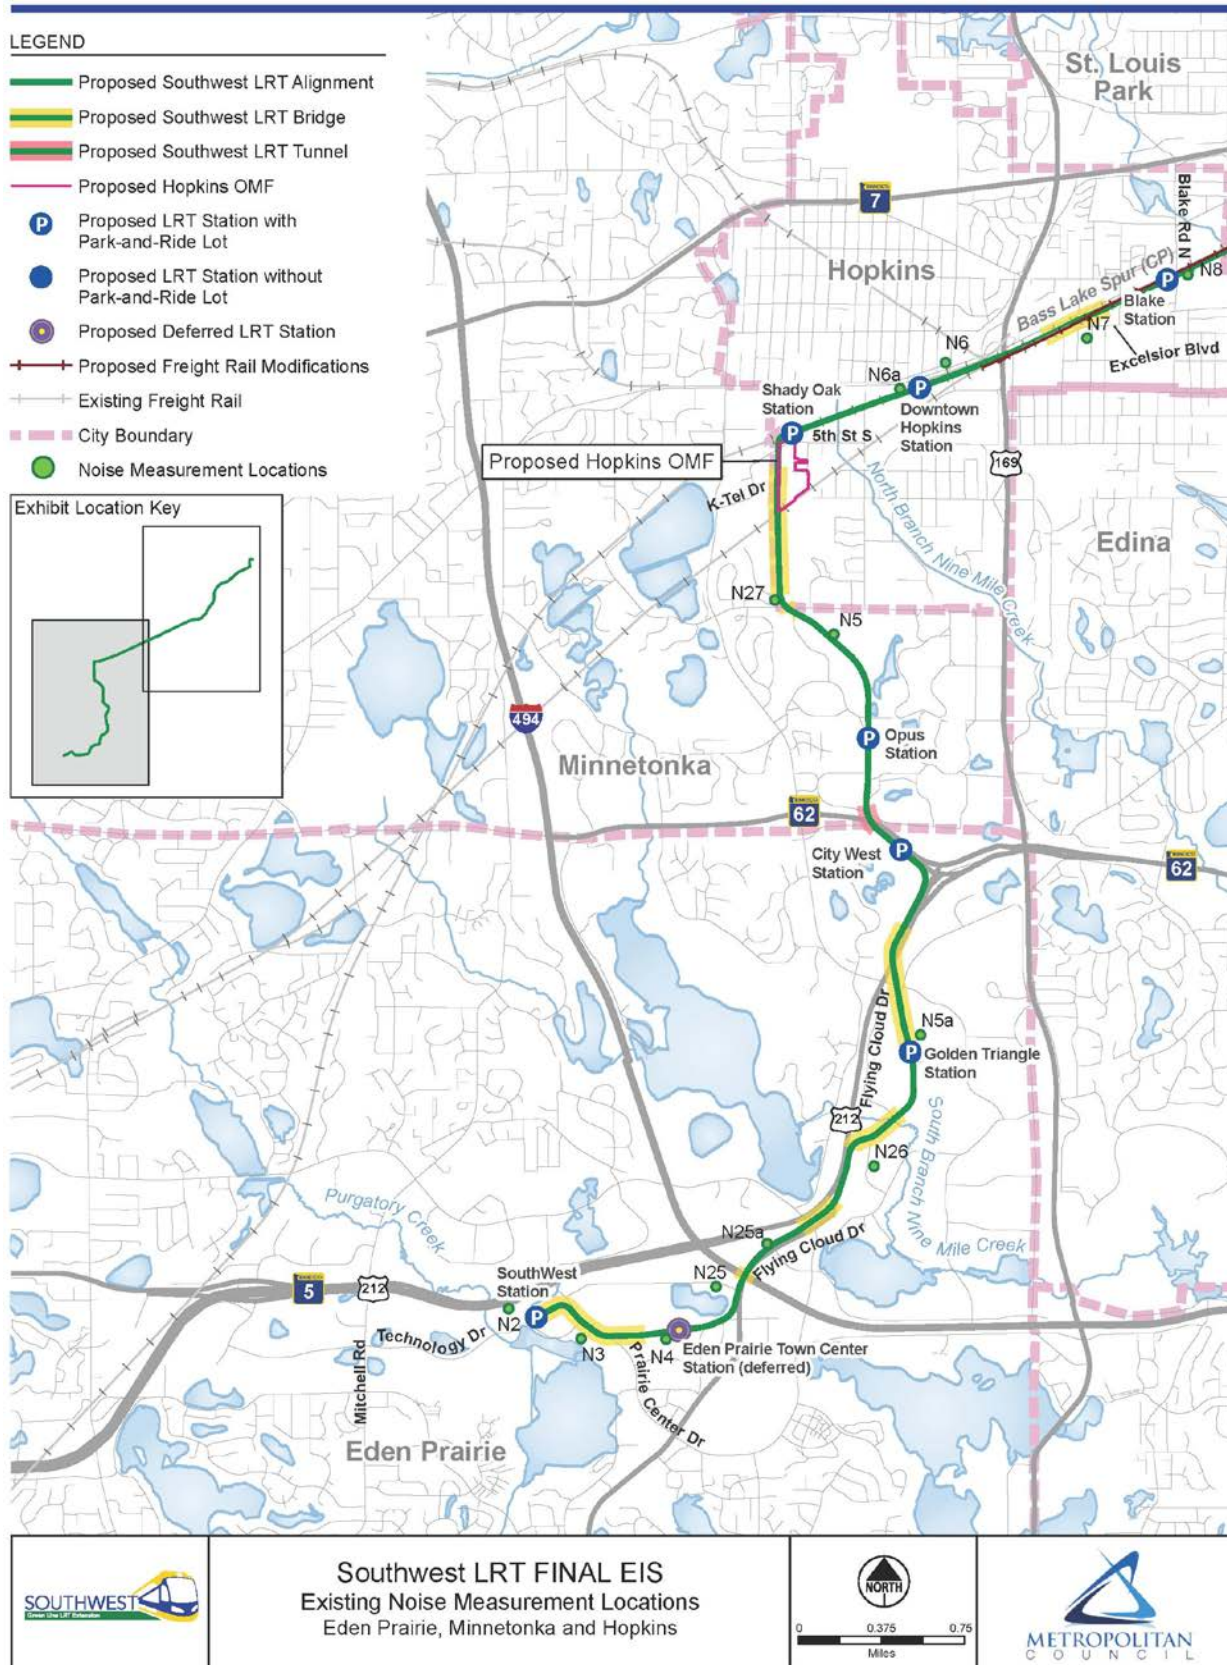 LEGEND
Proposed Southwest LRT Alignment
Proposed Southwest LRT Bridge
Proposed Southwest LRT Tunnel
Proposed Hopkins OMF
P
Proposed LRT Station with
Park-and-Ride Lot
Proposed LRT Station without
Park-and-Ride Lot
Proposed Deferred LRT Station
Proposed Freight Rail Modifications
Existing Freight Rail
City Boundary
Noise Measurement Locations
Exhibit Location Key
St. Louis
Park
7
Blake Rd N
Hopkins
Bass Lake Spur (CP)
P
N8
Blake
Station
N7
Excelsior Blvd
N6
N6a
P
Shady Oak
Station
Downtown
Hopkins
Station
P
5th St S
Proposed Hopkins OMF
169
K-Tel Dr
North Branch Nine Mile Creek
Edina
N27
N5
494
P
Opus
Station
Minnetonka
62
City West
Station
P
62
Flying Cloud Dr
N5a
P
Golden Triangle
Station
212
South Branch Nine Mile Creek
N26
Purgatory Creek
N25a
Flying Cloud Dr
SouthWest
Station
N25
5
212
N2
P
Technology Dr
N3
N4
Eden Prairie Town Center
Station (deferred)
Mitchell Rd
Prairie Center Dr
Eden Prairie
SOUTHWEST
Green Line LRT Extension
Southwest LRT FINAL EIS
Existing Noise Measurement Locations
Eden Prairie, Minnetonka and Hopkins
NORTH
0 0.375 0.75
Miles
METROPOLITAN
COUNCIL